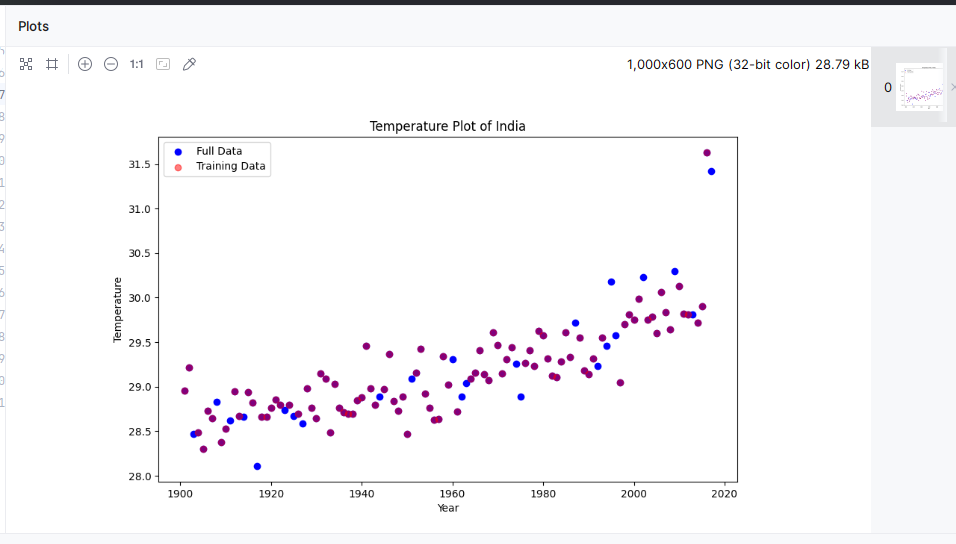 Plots
1:1
1,000x600 PNG (32-bit color) 28.79 kB
0
Temperature Plot of India
Full Data
Training Data
31.5
31.0
30.5
30.0
29.5
29.0
28.5
28.0
Temperature
1900
1920
1940
1960
1980
2000
2020
Year